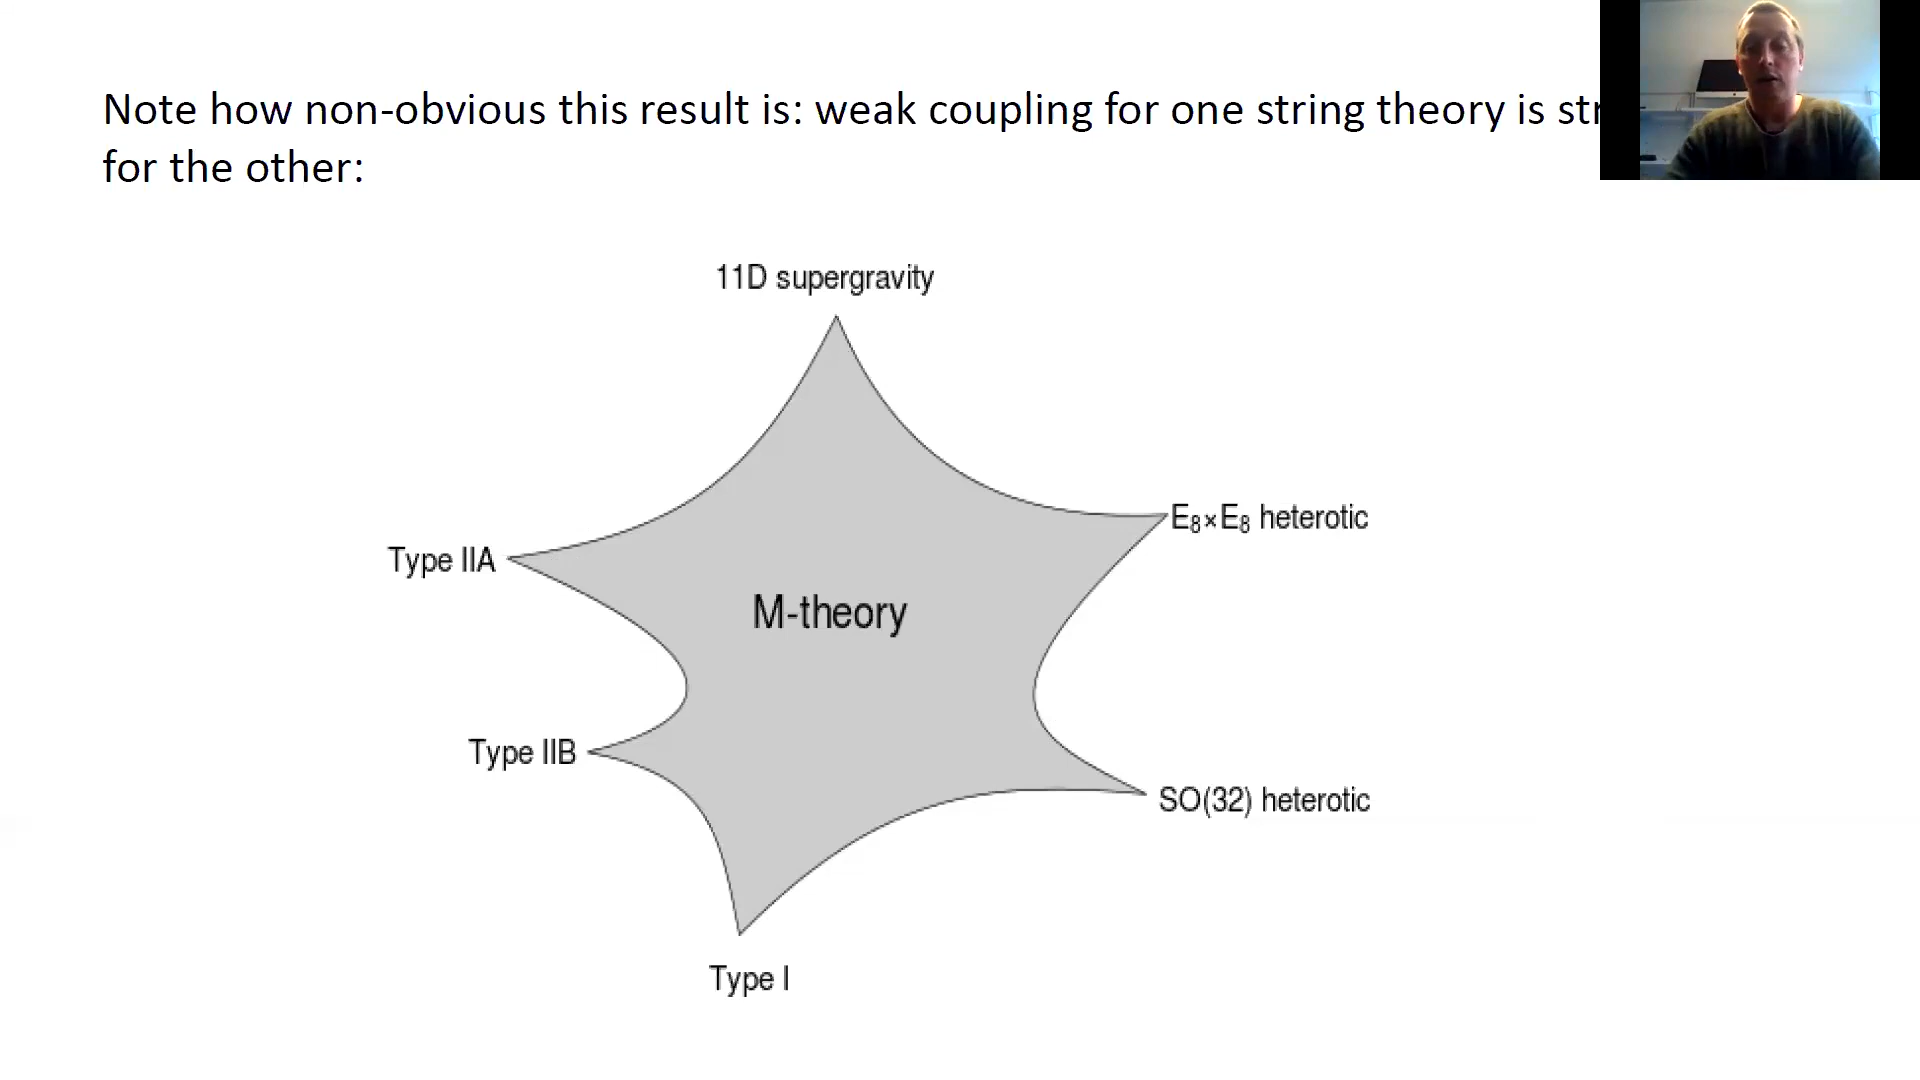 Note how non-obvious this result is: weak coupling for one string theory is
for the other:
11D supergravity
E₈×E₈ heterotic
Type IIA
M-theory
Type IIB
SO(32) heterotic
Type I